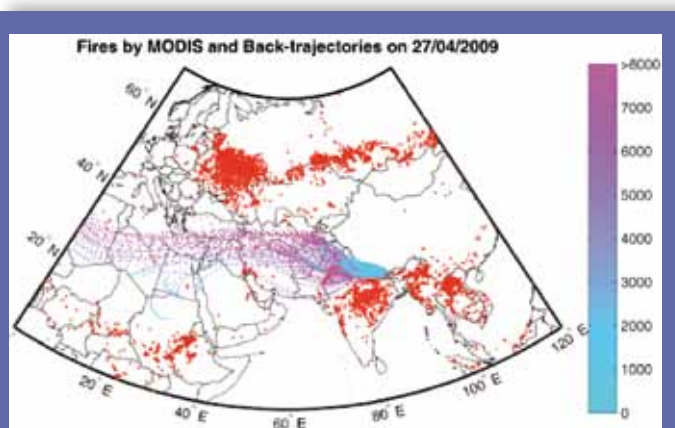 Fires by MODIS and Back-trajectories on 27/04/2009
>8000
7000
6000
5000
4000
3000
2000
1000
0
60° N
40° N
20° N
20° E
40° E
60° E
80° E
100° E
120° E